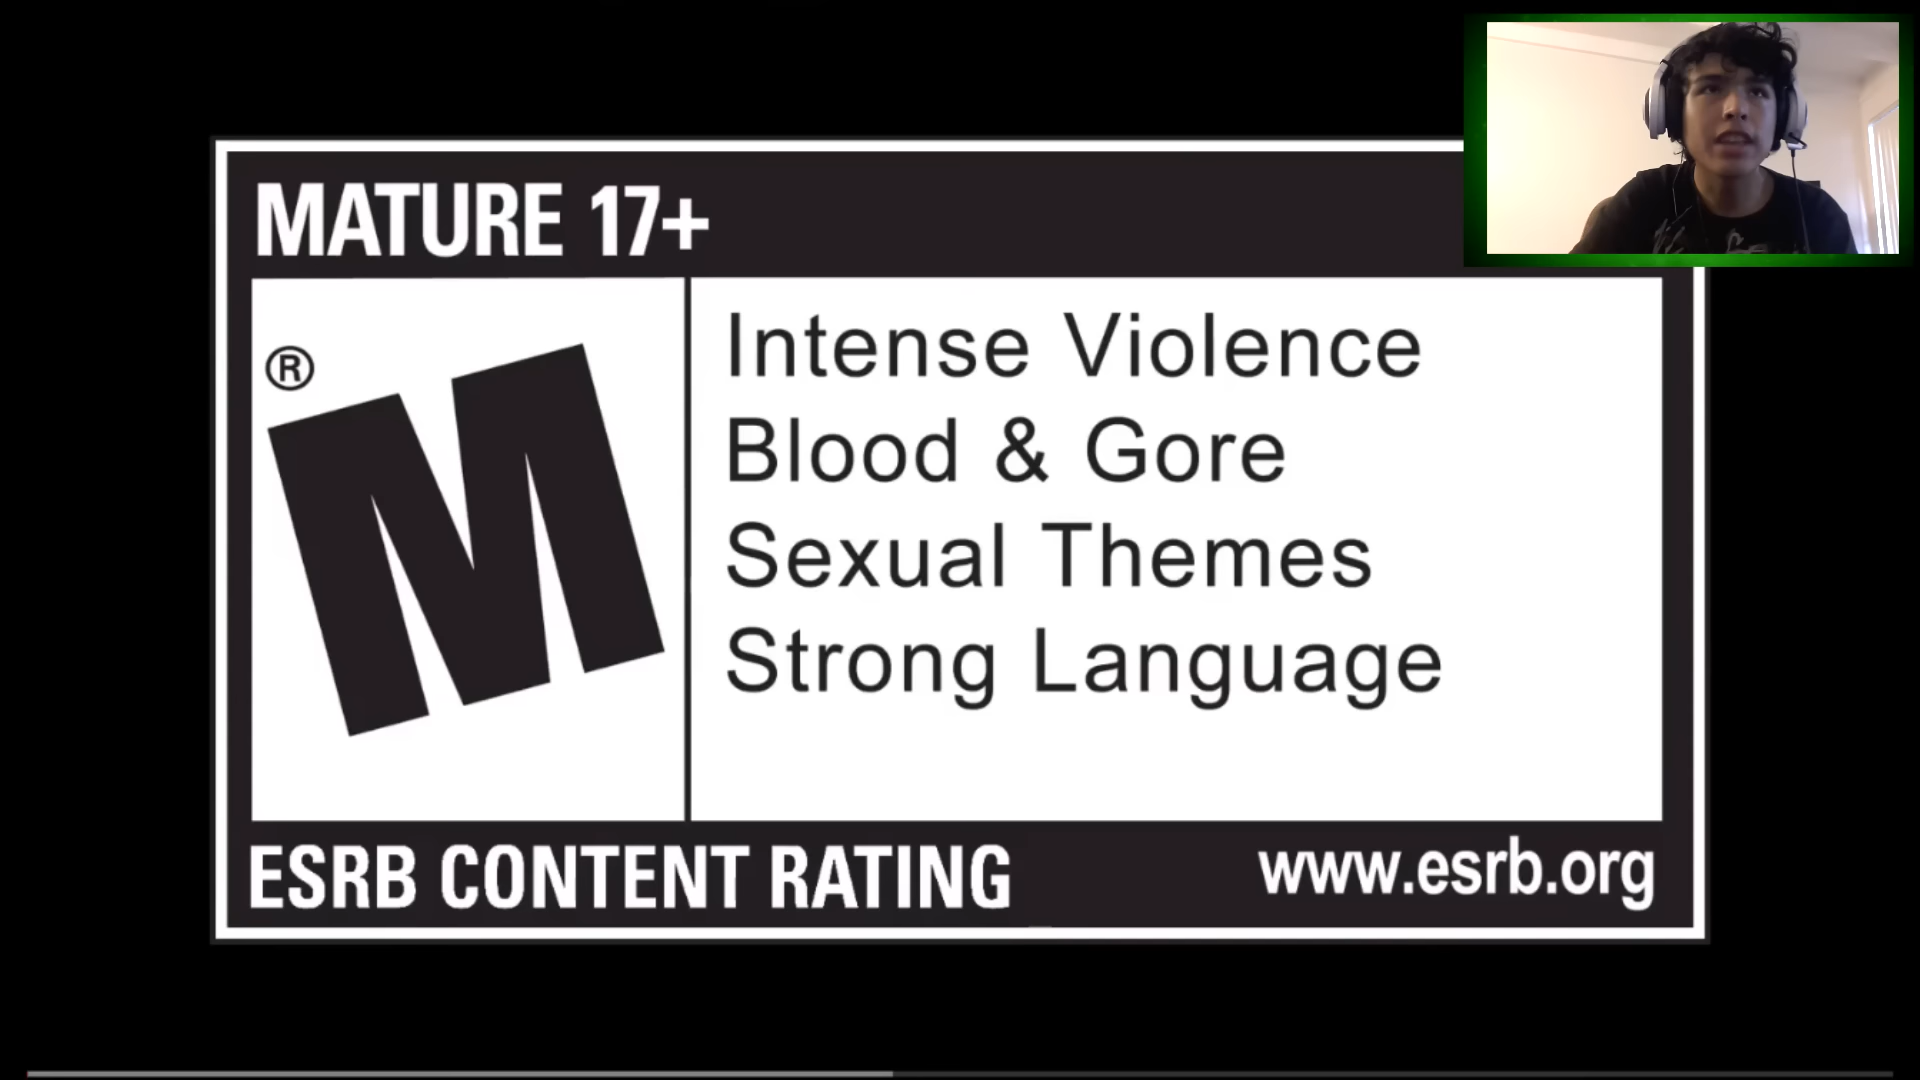 MATURE 17+
®
M
Intense Violence
Blood & Gore
Sexual Themes
Strong Language
ESRB CONTENT RATING
www.esrb.org